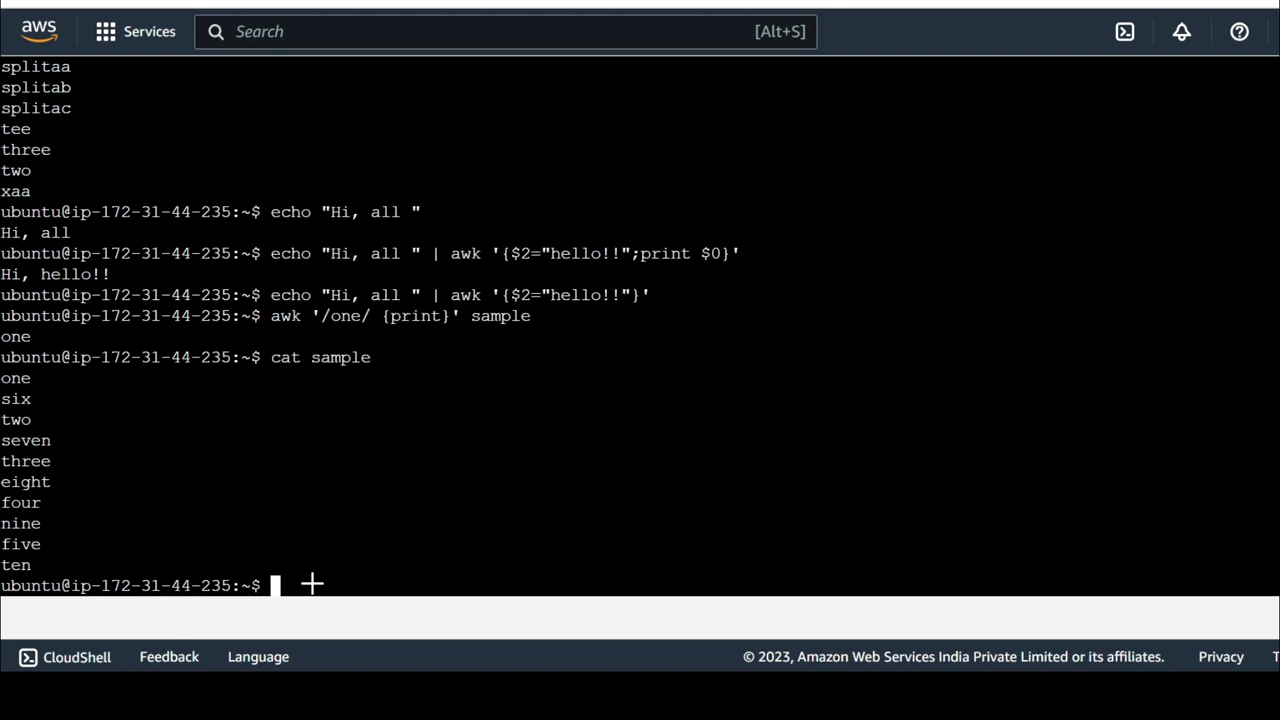 aws Services Search [Alt+S]
splitaa
splitab
splitac
tee
three
two
xaa
ubuntu@ip-172-31-44-235:~$ echo "Hi, all "
Hi, all
ubuntu@ip-172-31-44-235:~$ echo "Hi, all " | awk '{$2="hello!!";print $0}'
Hi, hello!!
ubuntu@ip-172-31-44-235:~$ echo "Hi, all " | awk '{$2="hello!!"}'
ubuntu@ip-172-31-44-235:~$ awk '/one/ {print}' sample
one
ubuntu@ip-172-31-44-235:~$ cat sample
one
six
two
seven
three
eight
four
nine
five
ten
ubuntu@ip-172-31-44-235:~$
CloudShell Feedback Language © 2023, Amazon Web Services India Private Limited or its affiliates. Privacy T